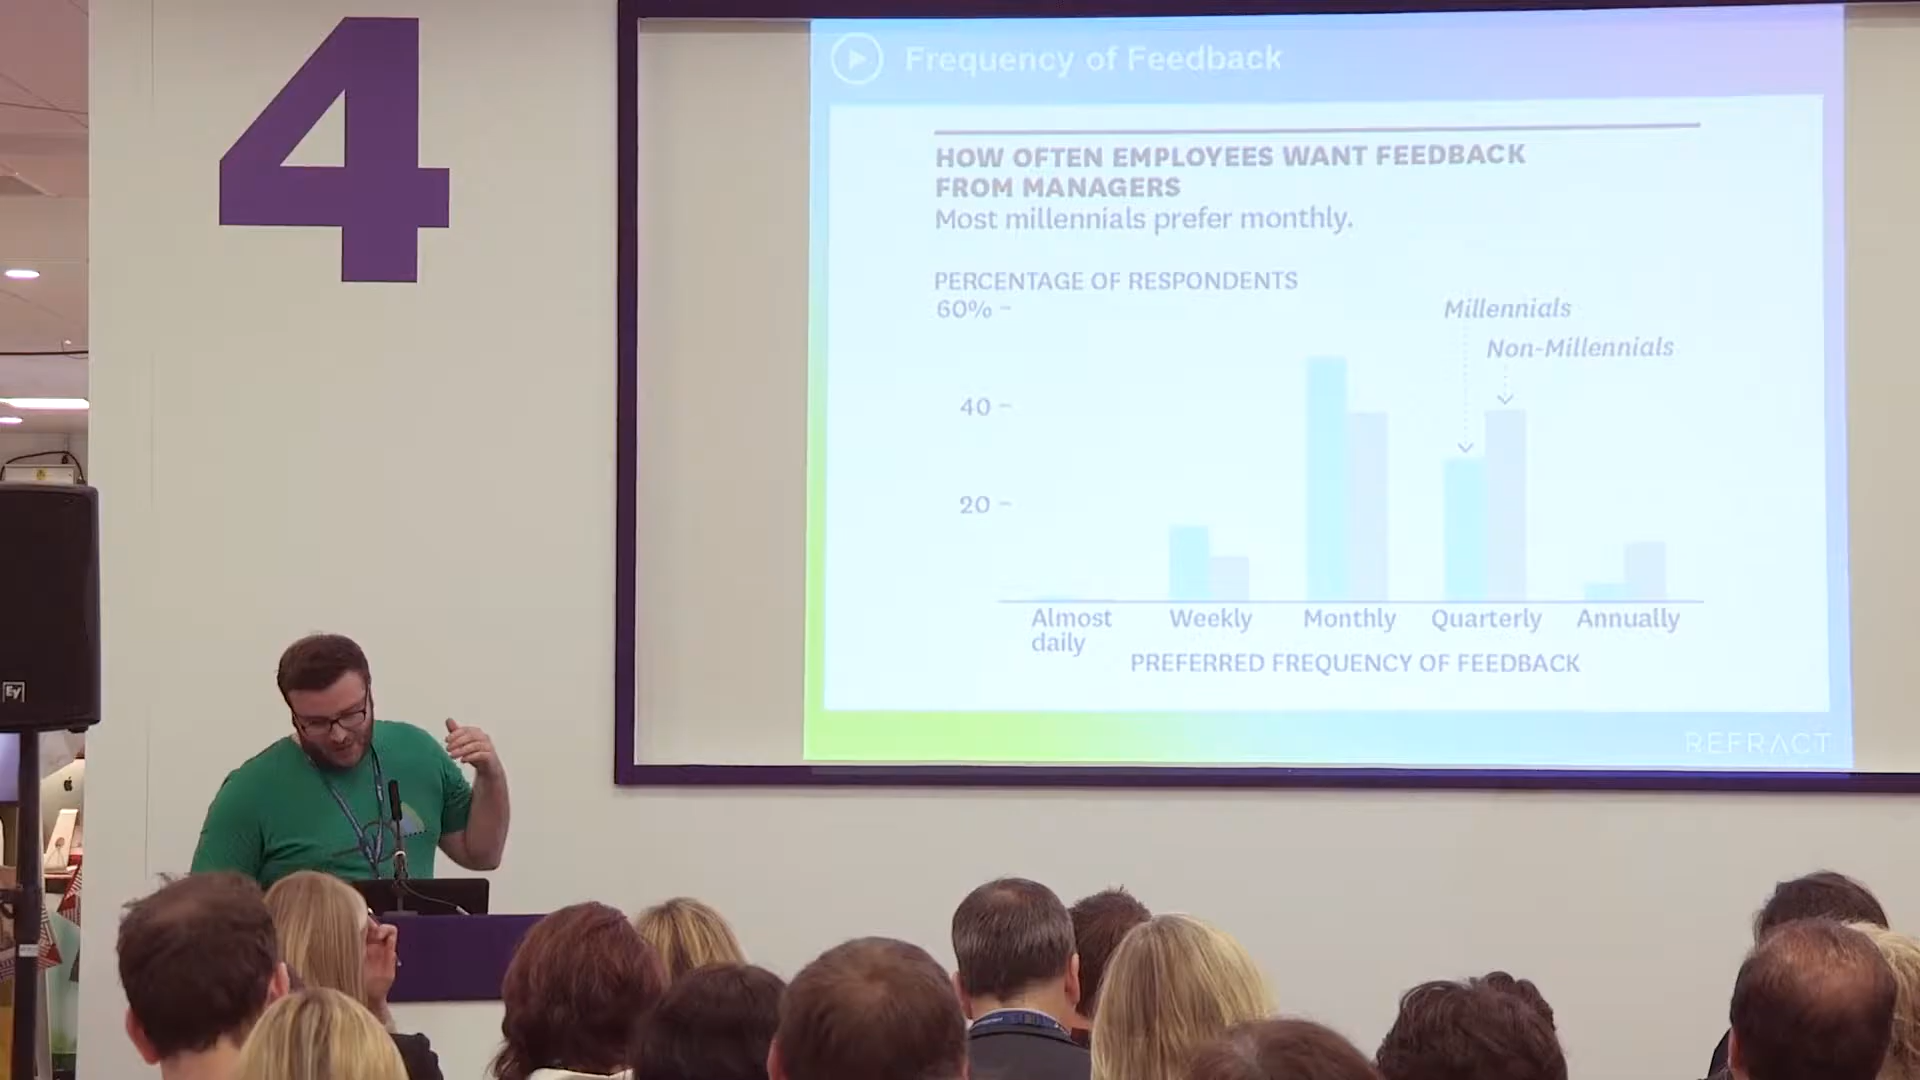 4
Frequency of Feedback
HOW OFTEN EMPLOYEES WANT FEEDBACK
FROM MANAGERS
Most millennials prefer monthly.
PERCENTAGE OF RESPONDENTS
60%
Millennials
Non-Millennials
40
20
Almost daily
Weekly
Monthly
Quarterly
Annually
PREFERRED FREQUENCY OF FEEDBACK
REFRACT
EV